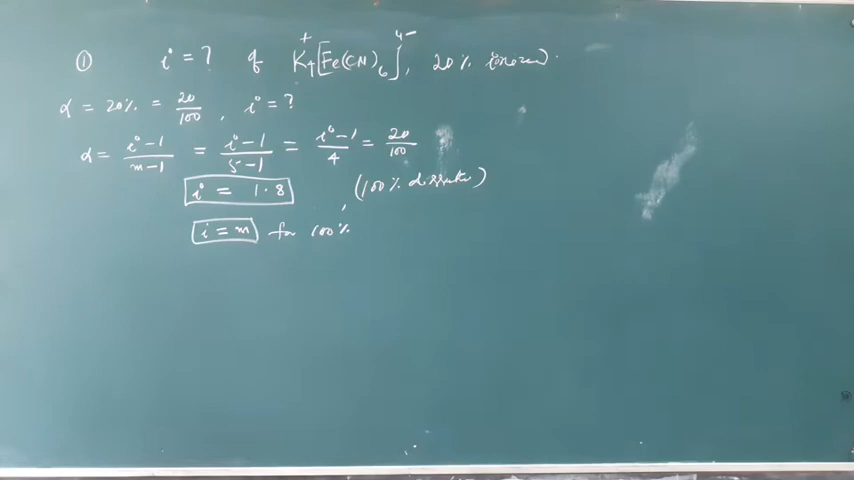 ① i = ? of K₄⁺[Fe(CN)₆]⁴⁻, 20% ionized.
α = 20% = 20/100, i = ?
α = i-1/m-1 = i-1/5-1 = i-1/4 = 20/100
i = 1.8, (100%
i = m for 100%